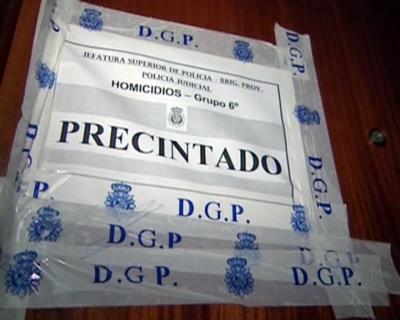 D.G.P.
D.G.P.
JEFATURA SUPERIOR DE POLICIA - BRIG. PROV.
POLICIA JUDICIAL
HOMICIDIOS - Grupo 6º
PRECINTADO
D.G.P.
D.G.P.
D.G.P
D.G P.
D.G.P.